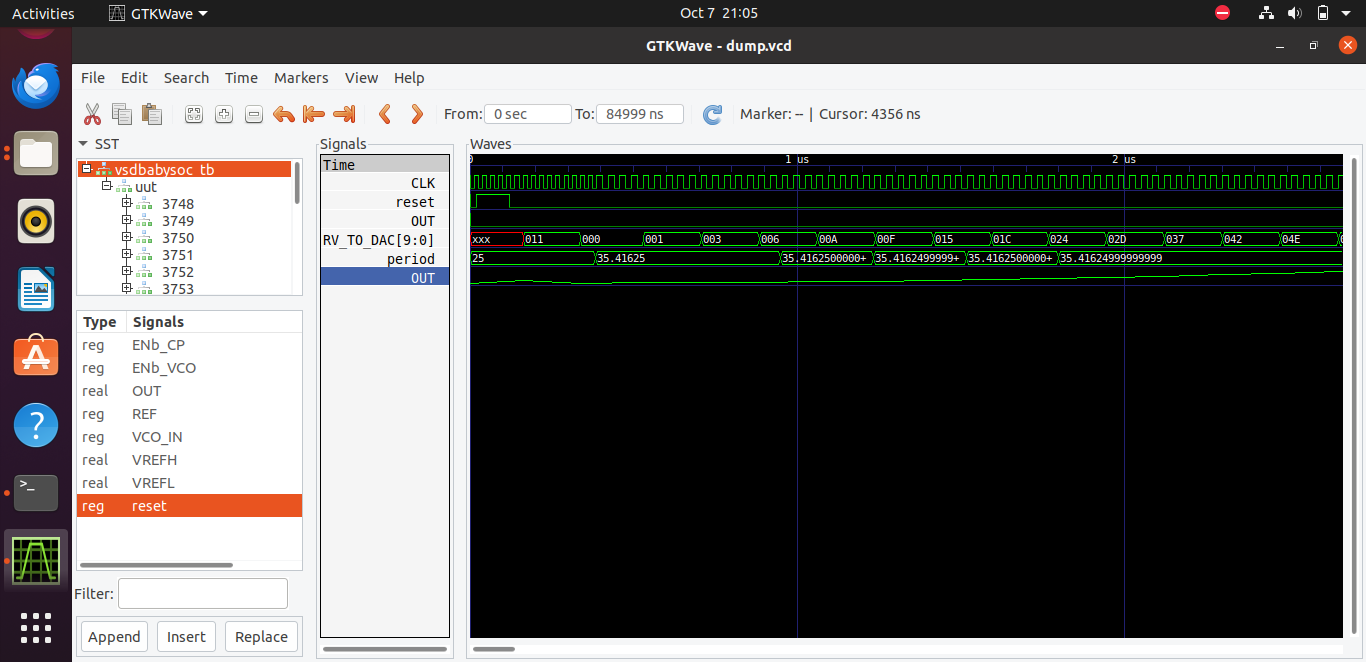 Activities GTKWave Oct 7 21:05
GTKWave - dump.vcd
File Edit Search Time Markers View Help
From: 0 sec To: 84999 ns Marker: -- | Cursor: 4356 ns
SST
vsdbabysoc_tb
uut
3748
3749
3750
3751
3752
3753
Type Signals
reg ENb_CP
reg ENb_VCO
real OUT
reg REF
reg VCO_IN
real VREFH
real VREFL
reg reset
Filter:
Append Insert Replace
Signals
Time
CLK
reset
OUT
RV_TO_DAC[9:0]
period
OUT
Waves
0 1 us 2 us
xxx 011 000 001 003 006 00A 00F 015 01C 024 02D 037 042 04E
25 35.41625 35.4162500000+ 35.4162499999+ 35.4162500000+ 35.41624999999999